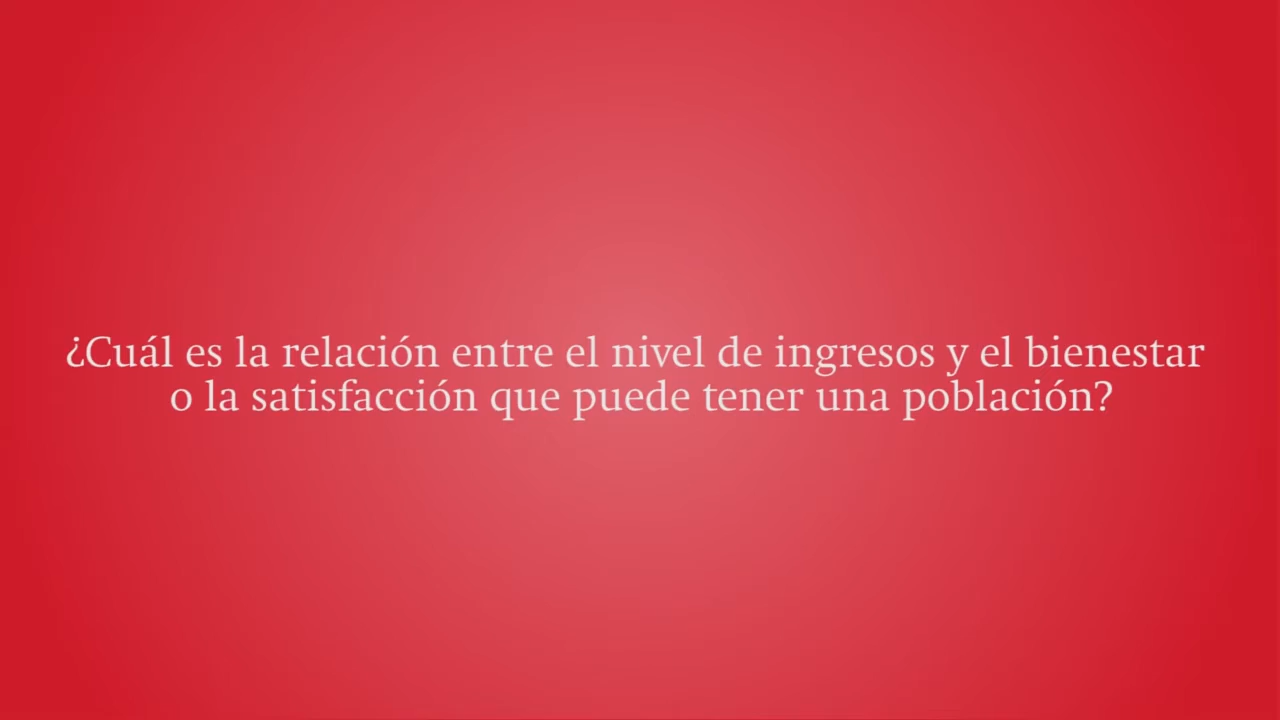 ¿Cuál es la relación entre el nivel de ingresos y el bienestar
o la satisfacción que puede tener una población?